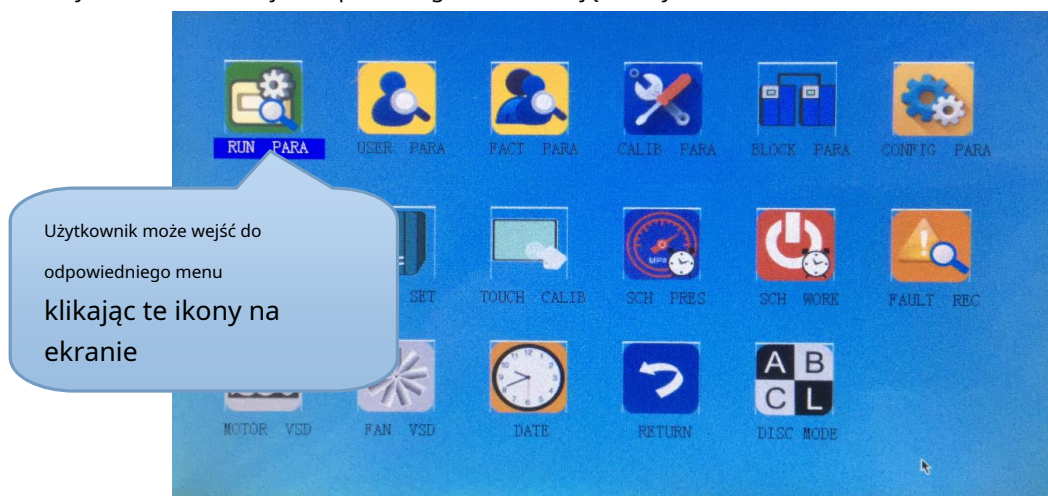 RUN PARA
USER PARA
FACT PARA
CALIB PARA
BLOCK PARA
CONFIG PARA
Użytkownik może wejść do
odpowiedniego menu
klikając te ikony na
ekranie
SET
TOUCH CALIB
MPa
SCH PRES
SCH WORK
FAULT REC
MOTOR VSD
FAN VSD
DATE
RETURN
A B
C L
DISC MODE